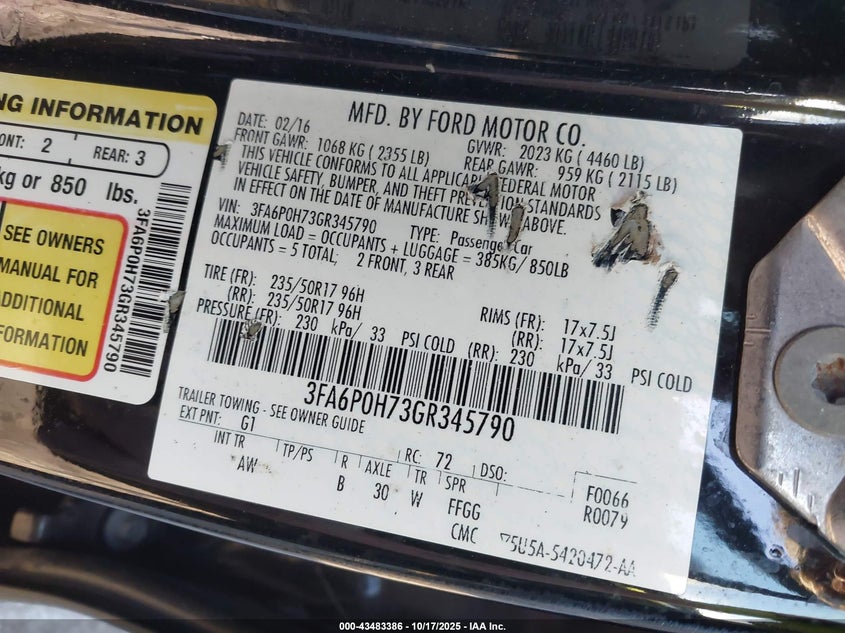 NG INFORMATION
ONT: 2
REAR: 3
kg or 850 lbs.
SEE OWNERS
MANUAL FOR
ADDITIONAL
INFORMATION
3FA6P0H73GR345790
MFD. BY FORD MOTOR CO.
DATE: 02/16 GVWR: 2023 KG ( 4460 LB)
FRONT GAWR: 1068 KG ( 2355 LB) REAR GAWR: 959 KG ( 2115 LB)
THIS VEHICLE CONFORMS TO ALL APPLICABLE FEDERAL MOTOR
VEHICLE SAFETY, BUMPER, AND THEFT PREVENTION STANDARDS
IN EFFECT ON THE DATE OF MANUFACTURE SHOWN ABOVE.
VIN: 3FA6P0H73GR345790 TYPE: Passenger Car
MAXIMUM LOAD = OCCUPANTS + LUGGAGE = 385KG/ 850LB
OCCUPANTS = 5 TOTAL; 2 FRONT, 3 REAR
TIRE (FR): 235/50R17 96H RIMS (FR): 17x7.5J
(RR): 235/50R17 96H (RR): 17x7.5J
PRESSURE (FR): 230 kPa/ 33 PSI COLD (RR): 230 kPa/ 33 PSI COLD
3FA6P0H73GR345790
TRAILER TOWING - SEE OWNER GUIDE
EXT PNT: G1 RC: 72 DSO: F0066
INT TR TP/PS R AXLE TR SPR R0079
AW B 30 W FFGG
CMC 5U5A-5420472-AA
000-43483386 - 10/17/2025 - IAA Inc.